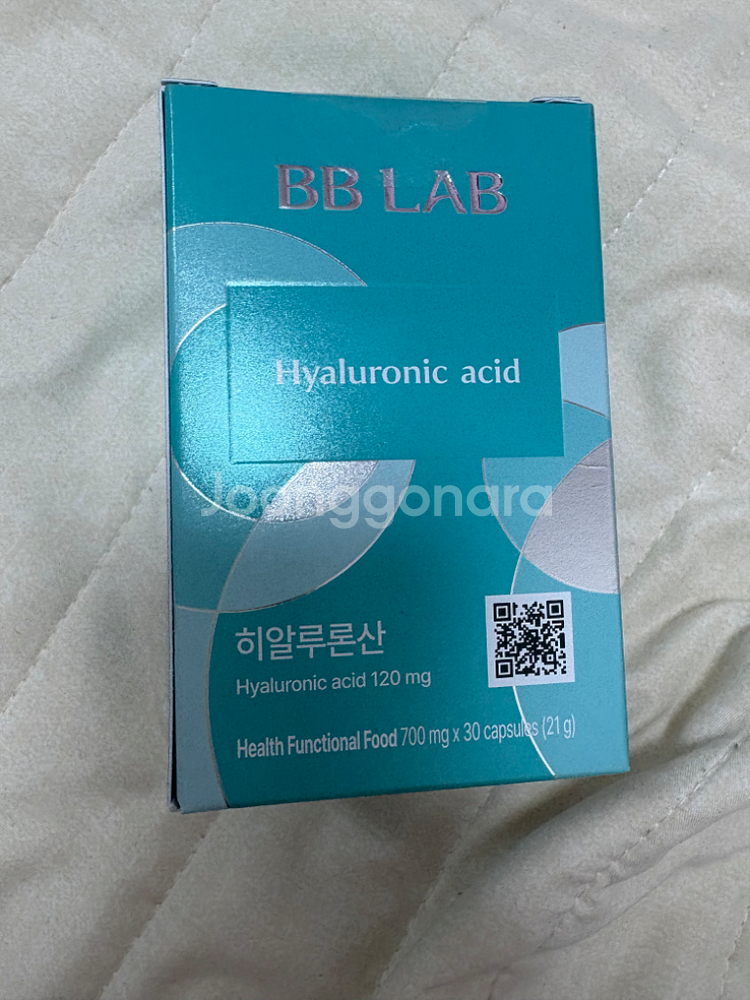 BB LAB
Hyaluronic acid
Joonggonara
히알루론산
Hyaluronic acid 120 mg
Health Functional Food 700 mg x 30 capsules (21 g)